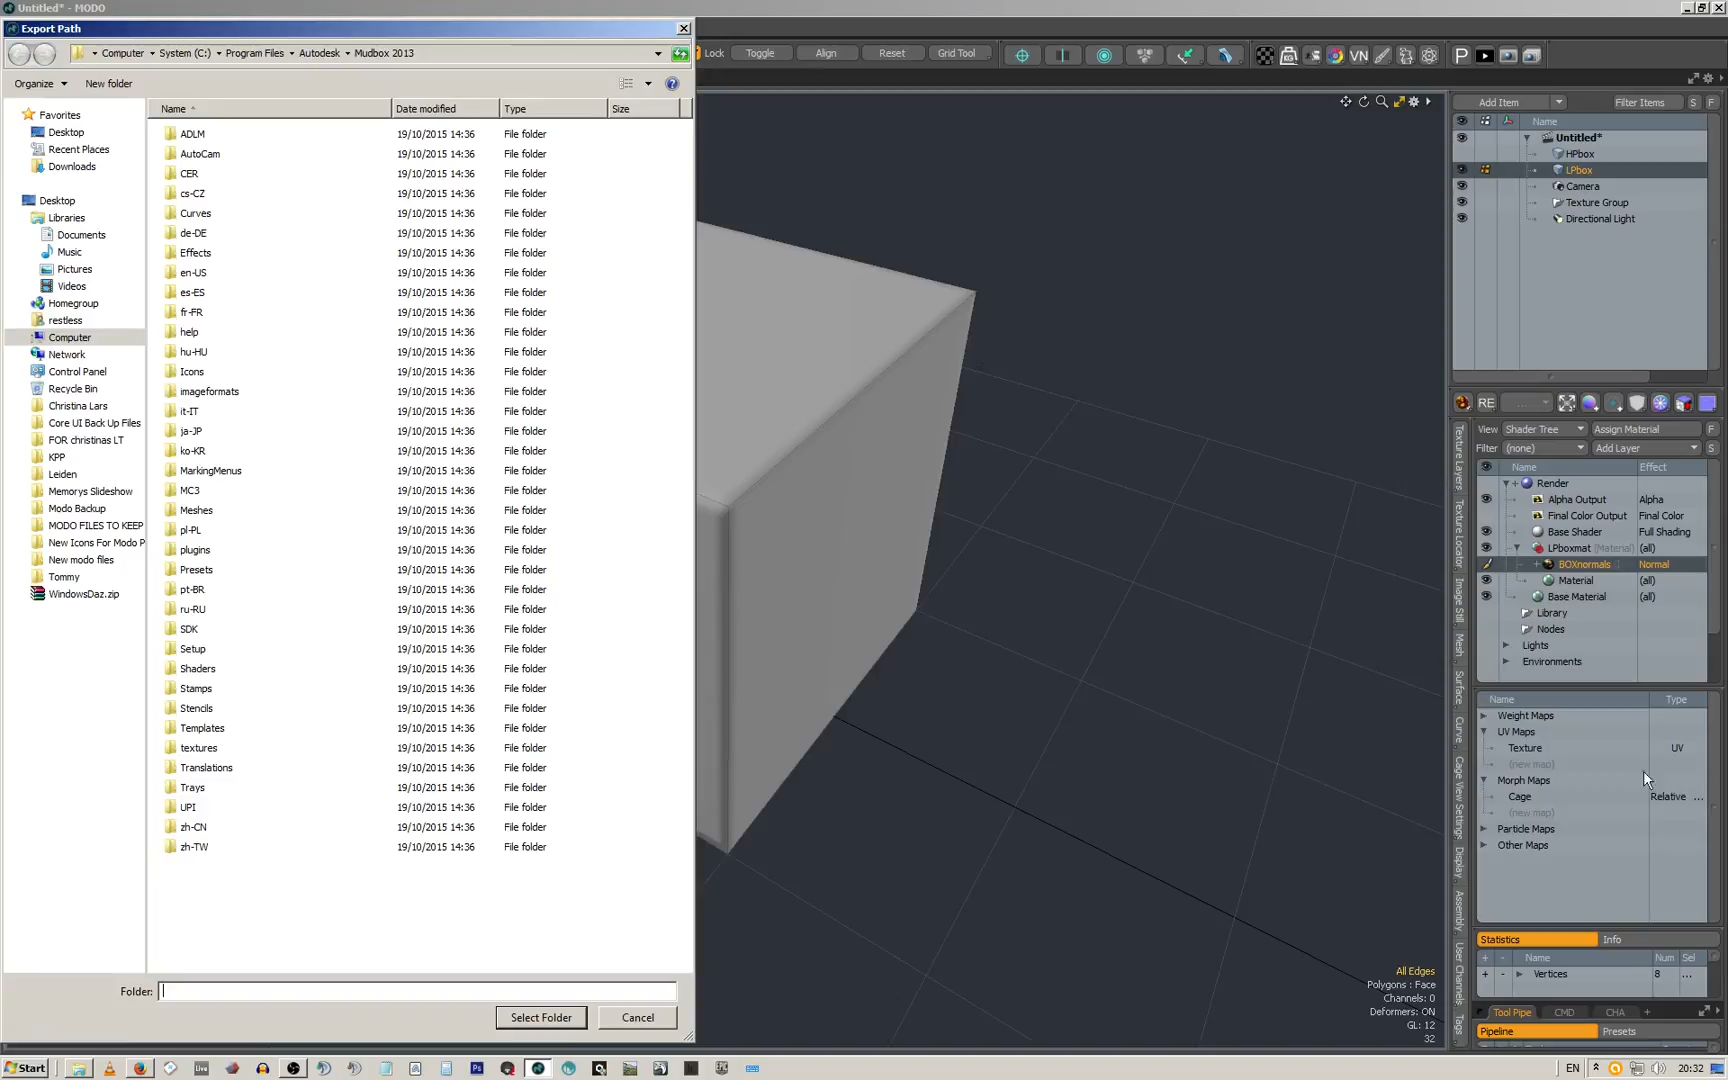 Untitled* - MODO
Export Path
Computer System (C:) Program Files Autodesk Mudbox 2013
Organize New folder
Name Date modified Type Size
Favorites
Desktop
Recent Places
Downloads
Desktop
Libraries
Documents
Music
Pictures
Videos
Homegroup
restless
Computer
Network
Control Panel
Recycle Bin
Christina Lars
Core UI Back Up Files
FOR christinas LT
KPP
Leiden
Memorys Slideshow
Modo Backup
MODO FILES TO KEEP
New Icons For Modo P
New modo files
Tommy
WindowsDaz.zip
ADLM 19/10/2015 14:36 File folder
AutoCam 19/10/2015 14:36 File folder
CER 19/10/2015 14:36 File folder
cs-CZ 19/10/2015 14:36 File folder
Curves 19/10/2015 14:36 File folder
de-DE 19/10/2015 14:36 File folder
Effects 19/10/2015 14:36 File folder
en-US 19/10/2015 14:36 File folder
es-ES 19/10/2015 14:36 File folder
fr-FR 19/10/2015 14:36 File folder
help 19/10/2015 14:36 File folder
hu-HU 19/10/2015 14:36 File folder
Icons 19/10/2015 14:36 File folder
imageformats 19/10/2015 14:36 File folder
it-IT 19/10/2015 14:36 File folder
ja-JP 19/10/2015 14:36 File folder
ko-KR 19/10/2015 14:36 File folder
MarkingMenus 19/10/2015 14:36 File folder
MC3 19/10/2015 14:36 File folder
Meshes 19/10/2015 14:36 File folder
pl-PL 19/10/2015 14:36 File folder
plugins 19/10/2015 14:36 File folder
Presets 19/10/2015 14:36 File folder
pt-BR 19/10/2015 14:36 File folder
ru-RU 19/10/2015 14:36 File folder
SDK 19/10/2015 14:36 File folder
Setup 19/10/2015 14:36 File folder
Shaders 19/10/2015 14:36 File folder
Stamps 19/10/2015 14:36 File folder
Stencils 19/10/2015 14:36 File folder
Templates 19/10/2015 14:36 File folder
textures 19/10/2015 14:36 File folder
Translations 19/10/2015 14:36 File folder
Trays 19/10/2015 14:36 File folder
UPI 19/10/2015 14:36 File folder
zh-CN 19/10/2015 14:36 File folder
zh-TW 19/10/2015 14:36 File folder
Folder:
Select Folder Cancel
Lock Toggle Align Reset Grid Tool VN P
All Edges
Polygons : Face
Channels: 0
Deformers: ON
GL: 12
32
Add Item Filter Items S F
Name
Untitled*
HPbox
LPbox
Camera
Texture Group
Directional Light
RE
View Shader Tree Assign Material F
Filter (none) Add Layer S
Name Effect
Render
Alpha Output Alpha
Final Color Output Final Color
Base Shader Full Shading
LPboxmat (Material) (all)
BOXnormals Normal
Material (all)
Base Material (all)
Library
Nodes
Lights
Environments
Texture Layers
Texture Locator
Image Still
Mesh
Surface
Curve
Cage View Settings
Display
Assembly
User Channels
Tags
Name Type
Weight Maps
UV Maps
Texture UV
(new map)
Morph Maps
Cage Relative ...
(new map)
Particle Maps
Other Maps
Statistics Info
+ - Name Num Sel
+ - Vertices 8 ...
Tool Pipe CMD CHA +
Pipeline Presets
Start Live Ps EN 20:32